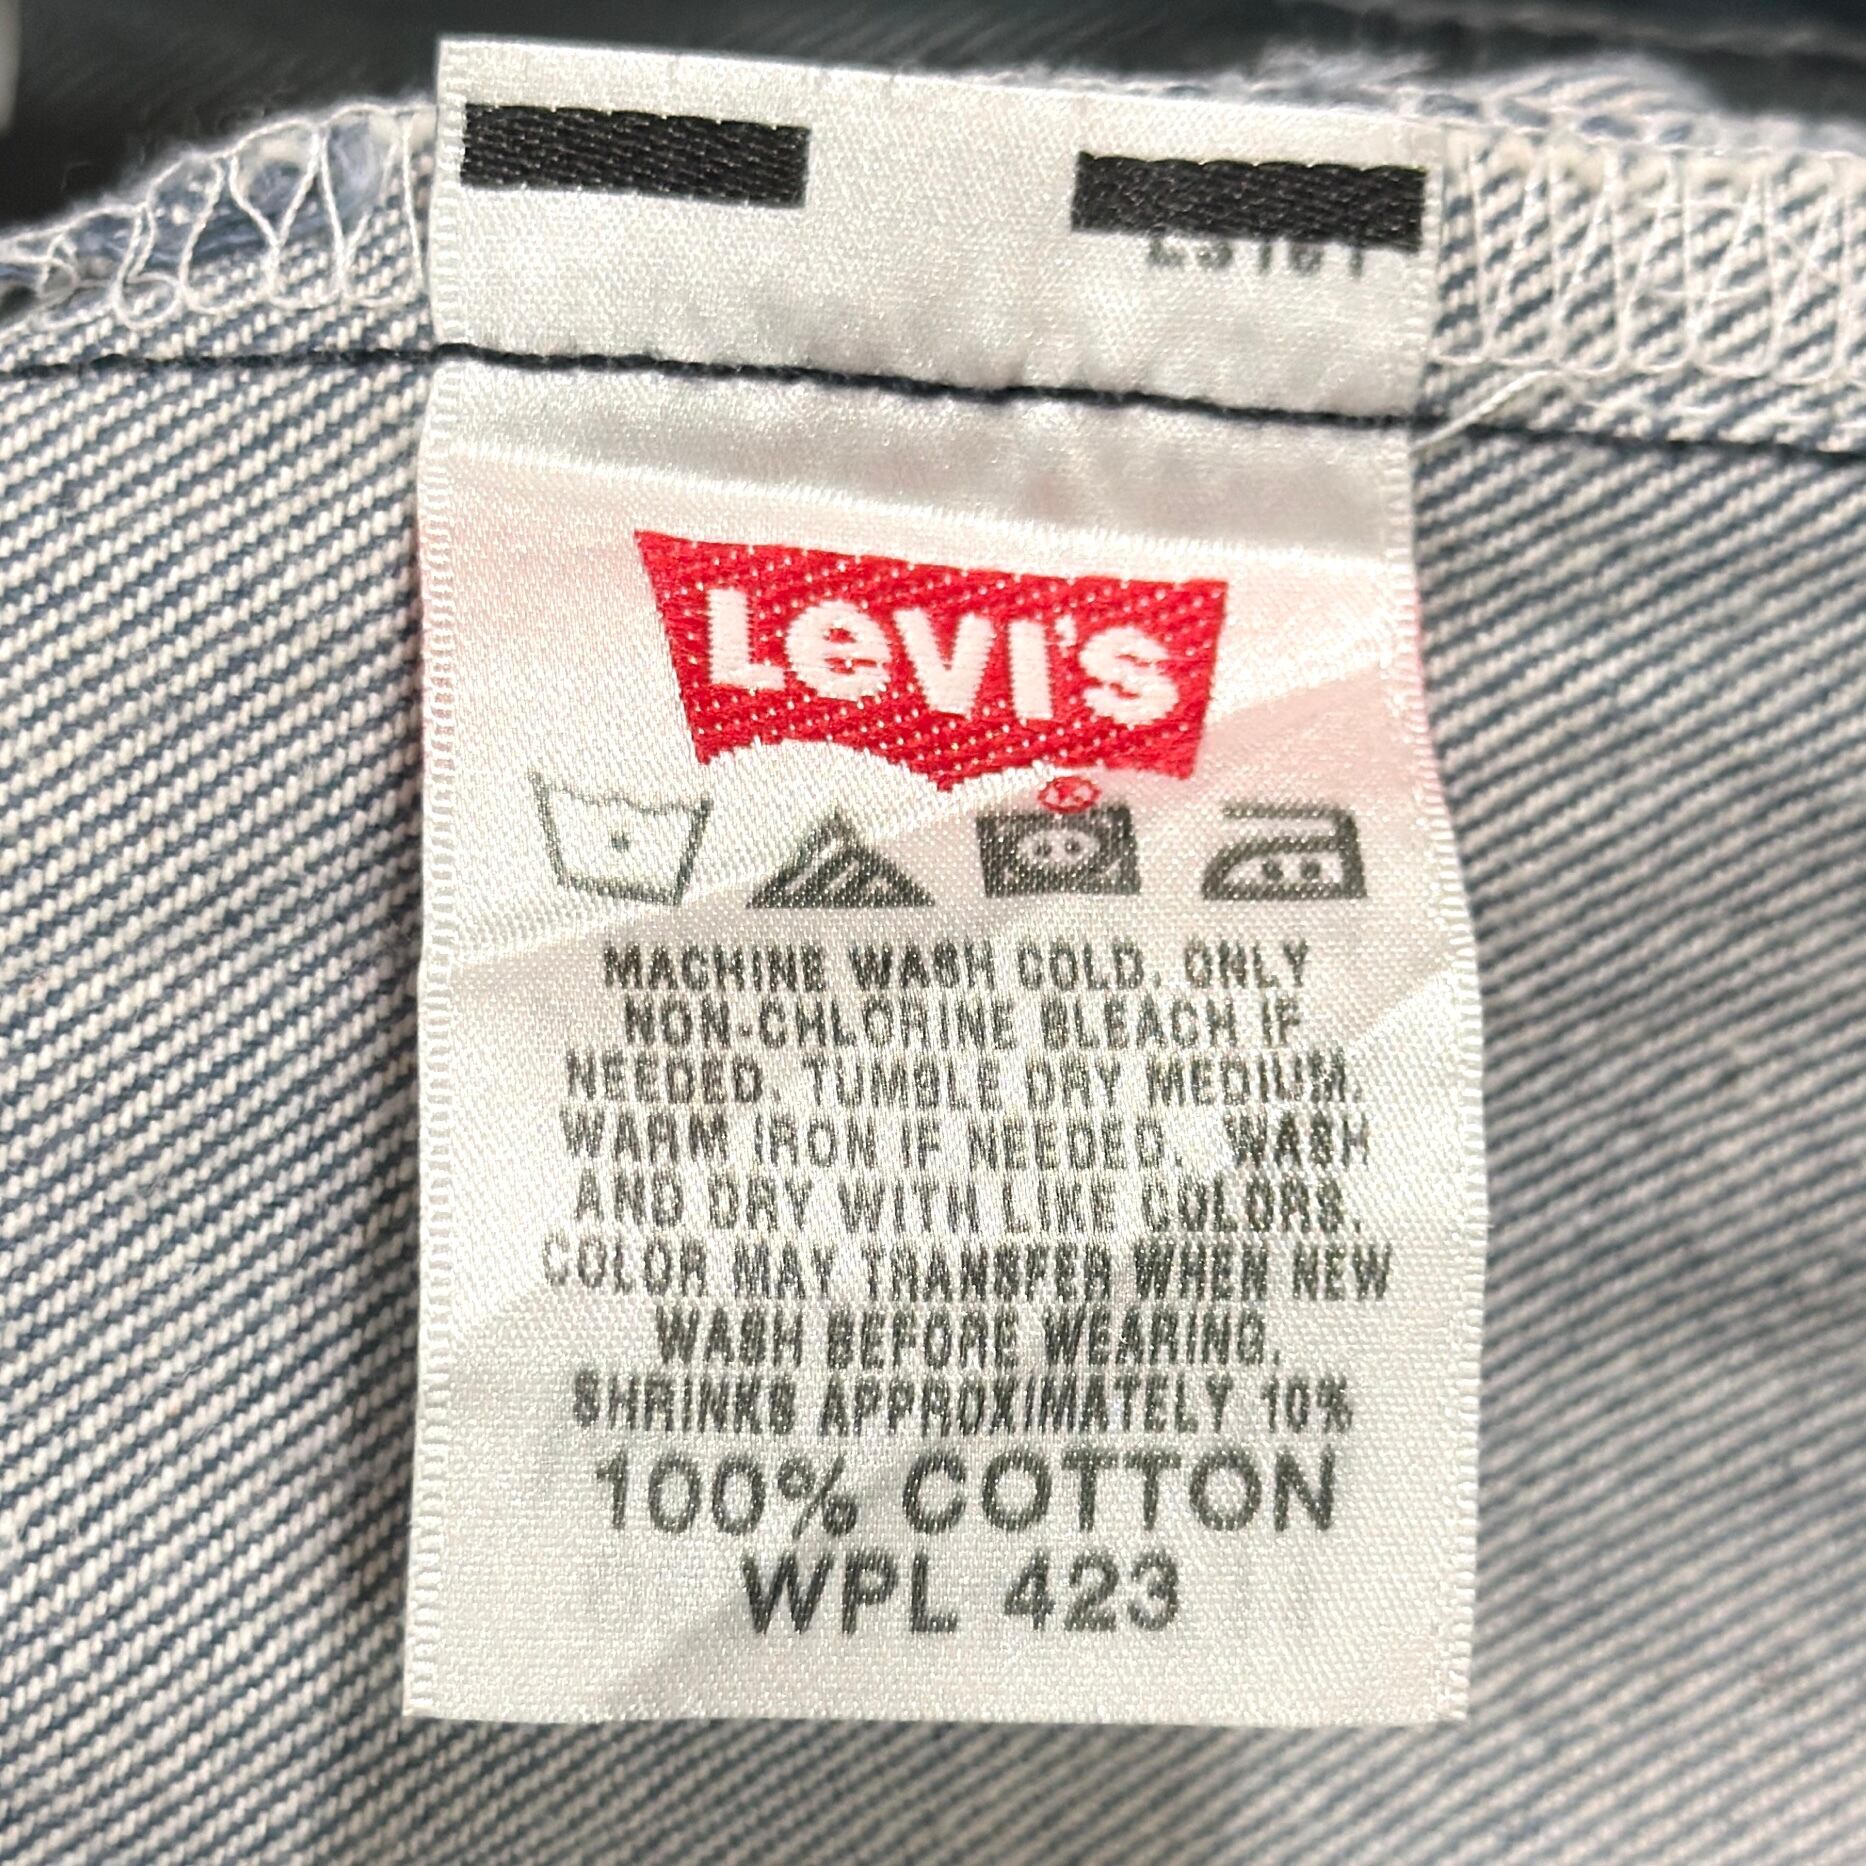 LEVI'S
®
MACHINE WASH COLD. ONLY
NON-CHLORINE BLEACH IF
NEEDED. TUMBLE DRY MEDIUM.
WARM IRON IF NEEDED. WASH
AND DRY WITH LIKE COLORS.
COLOR MAY TRANSFER WHEN NEW
WASH BEFORE WEARING.
SHRINKS APPROXIMATELY 10%
100% COTTON
WPL 423